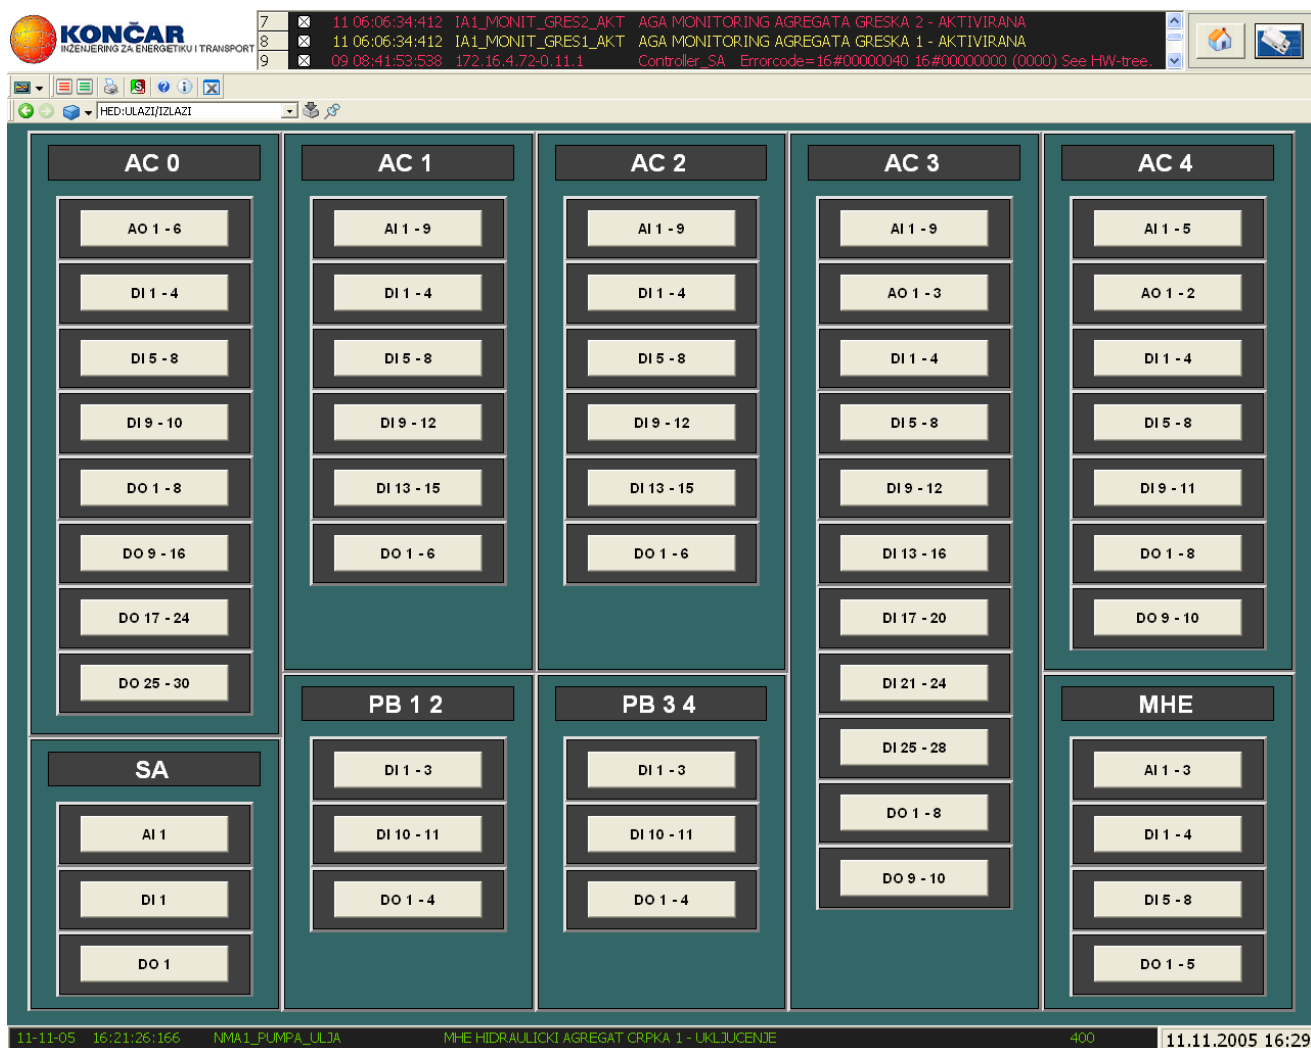 KONČAR
INŽENJERING ZA ENERGETIKU I TRANSPORT
7 11 06:06:34:412 IA1_MONIT_GRES2_AKT AGA MONITORING AGREGATA GRESKA 2 - AKTIVIRANA
8 11 06:06:34:412 IA1_MONIT_GRES1_AKT AGA MONITORING AGREGATA GRESKA 1 - AKTIVIRANA
9 09 08:41:53:538 172.16.4.72-0.11.1 Controller_SA Errorcode=16#00000040 16#00000000 (0000) See HW-tree.
HED:ULAZI/IZLAZI
AC 0
AO 1 - 6
DI 1 - 4
DI 5 - 8
DI 9 - 10
DO 1 - 8
DO 9 - 16
DO 17 - 24
DO 25 - 30
SA
AI 1
DI 1
DO 1
AC 1
AI 1 - 9
DI 1 - 4
DI 5 - 8
DI 9 - 12
DI 13 - 15
DO 1 - 6
PB 1 2
DI 1 - 3
DI 10 - 11
DO 1 - 4
AC 2
AI 1 - 9
DI 1 - 4
DI 5 - 8
DI 9 - 12
DI 13 - 15
DO 1 - 6
PB 3 4
DI 1 - 3
DI 10 - 11
DO 1 - 4
AC 3
AI 1 - 9
AO 1 - 3
DI 1 - 4
DI 5 - 8
DI 9 - 12
DI 13 - 16
DI 17 - 20
DI 21 - 24
DI 25 - 28
DO 1 - 8
DO 9 - 10
AC 4
AI 1 - 5
AO 1 - 2
DI 1 - 4
DI 5 - 8
DI 9 - 11
DO 1 - 8
DO 9 - 10
MHE
AI 1 - 3
DI 1 - 4
DI 5 - 8
DO 1 - 5
11-11-05 16:21:26:166 NMA1_PUMPA_ULJA MHE HIDRAULICKI AGREGAT CRPKA 1 - UKLJUCENJE 400
11.11.2005 16:29